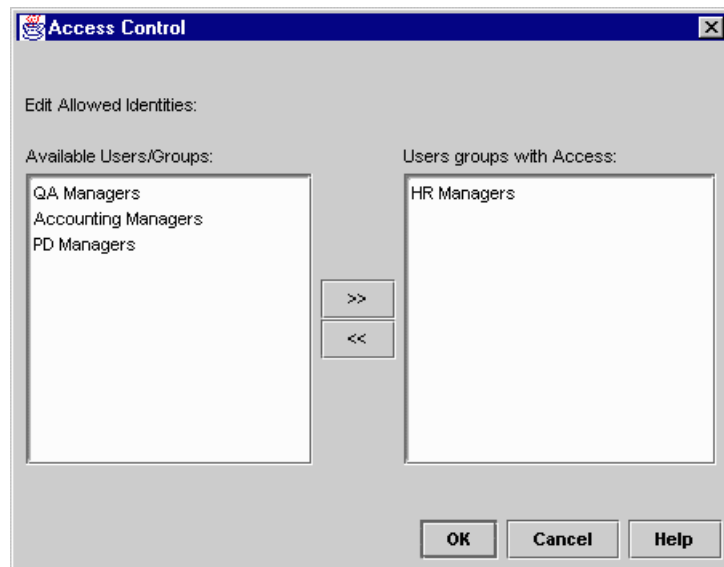 Access Control
Edit Allowed Identities:
Available Users/Groups:
Users groups with Access:
QA Managers
Accounting Managers
PD Managers
HR Managers
>>
<<
OK
Cancel
Help